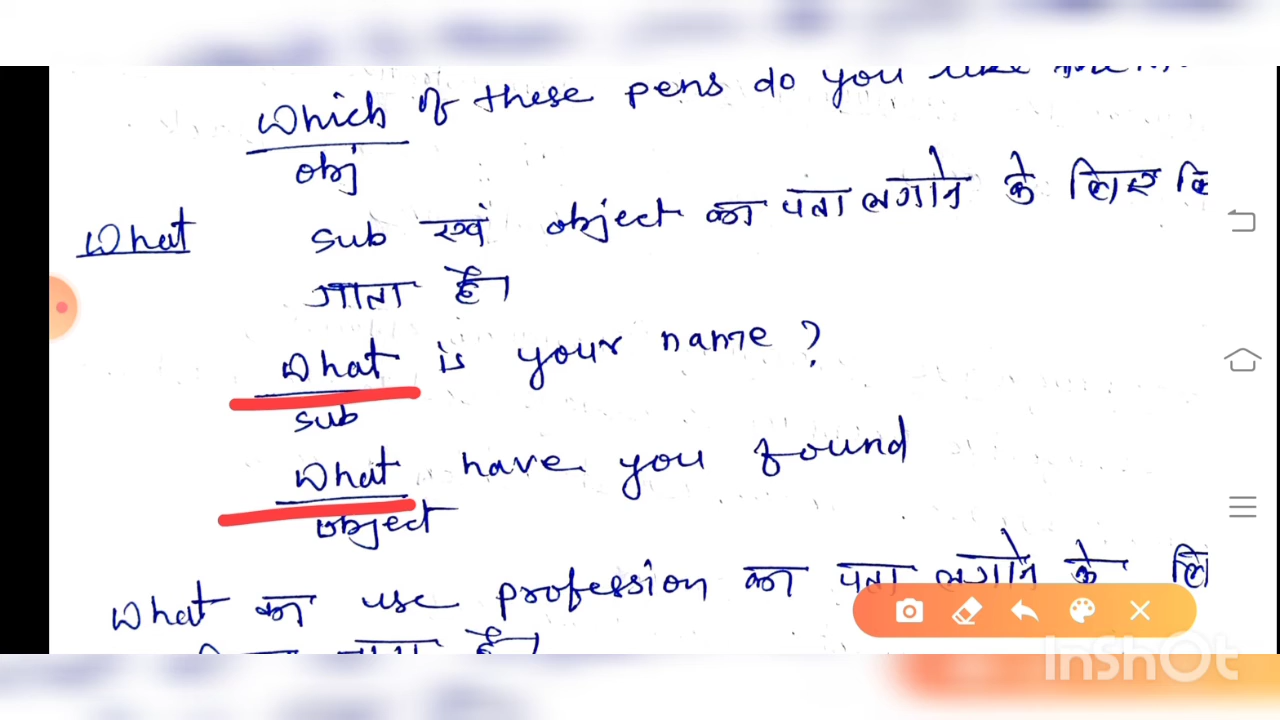 Which of these pens do you like
obj
What sub एवं object का पता लगाने के लिए
जाता है।
What is your name ?
sub
What have you found
object
What का use profession का पता लगाने के
जाता है।
InShOt